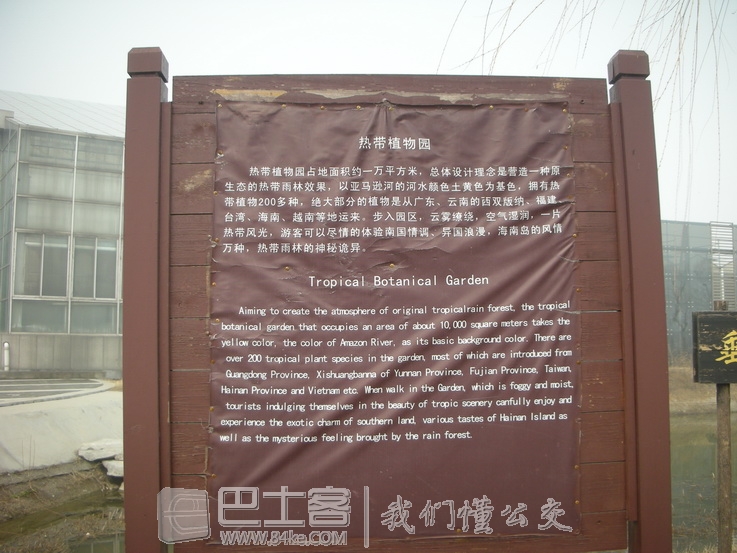 热带植物园
热带植物园占地面积约一万平方米，总体设计理念是营造一种原
生态的热带雨林效果，以亚马逊河的河水颜色土黄色为基色，拥有热
带植物200多种，绝大部分的植物是从广东、云南的西双版纳、福建、
台湾、海南、越南等地运来。步入园区，云雾缭绕，空气湿润，一片
热带风光，游客可以尽情的体验南国情调、异国浪漫，海南岛的风情
万种，热带雨林的神秘诡异.
Tropical Botanical Garden
Aiming to create the atmosphere of original tropicalrain forest, the tropical
botanical garden that occupies an area of about 10,000 square meters takes the
yellow color, the color of Amazon River, as its basic background color. There are
over 200 tropical plant species in the garden, most of which are introduced from
Guangdong Province, Xishuangbanna of Yunnan Province, Fujian Province, Taiwan,
Hainan Province and Vietnam etc. When walk in the Garden, which is foggy and moist,
tourists indulging themselves in the beauty of tropic scenery canfully enjoy and
experience the exotic charm of southern land, various tastes of Hainan Island as
well as the mysterious feeling brought by the rain forest.
巴士客 我们懂公交
www.84ke.com